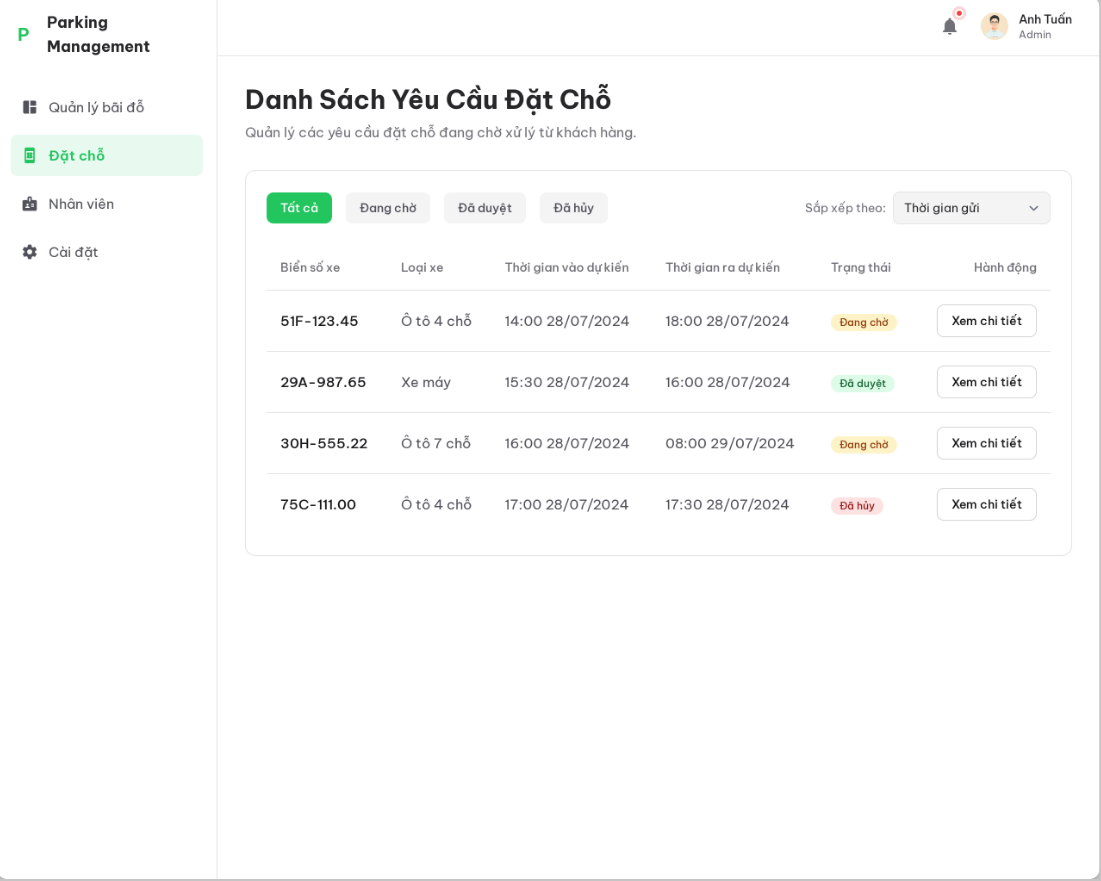 P
Parking
Management
Quản lý bãi đỗ
Đặt chỗ
Nhân viên
Cài đặt
Anh Tuấn
Admin
Danh Sách Yêu Cầu Đặt Chỗ
Quản lý các yêu cầu đặt chỗ đang chờ xử lý từ khách hàng.
Tất cả Đang chờ Đã duyệt Đã hủy Sắp xếp theo: Thời gian gửi
Biển số xe Loại xe Thời gian vào dự kiến Thời gian ra dự kiến Trạng thái Hành động
51F-123.45 Ô tô 4 chỗ 14:00 28/07/2024 18:00 28/07/2024 Đang chờ Xem chi tiết
29A-987.65 Xe máy 15:30 28/07/2024 16:00 28/07/2024 Đã duyệt Xem chi tiết
30H-555.22 Ô tô 7 chỗ 16:00 28/07/2024 08:00 29/07/2024 Đang chờ Xem chi tiết
75C-111.00 Ô tô 4 chỗ 17:00 28/07/2024 17:30 28/07/2024 Đã hủy Xem chi tiết